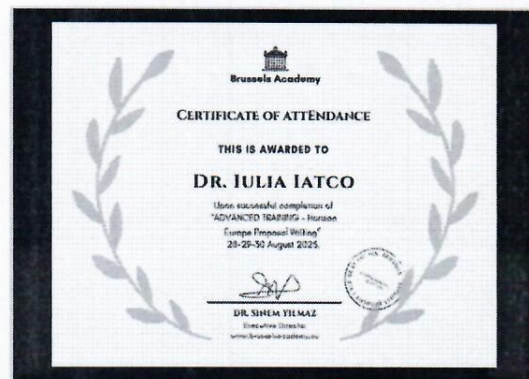 Brussels Academy
CERTIFICATE OF ATTENDANCE
THIS IS AWARDED TO
DR. IULIA IATCO
Upon successful completion of
"ADVANCED TRAINING - Horizon
Europe Proposal Writing"
28-29-30 August 2025.
DR. SINEM YILMAZ
Executive Director
www.brusselsacademy.eu